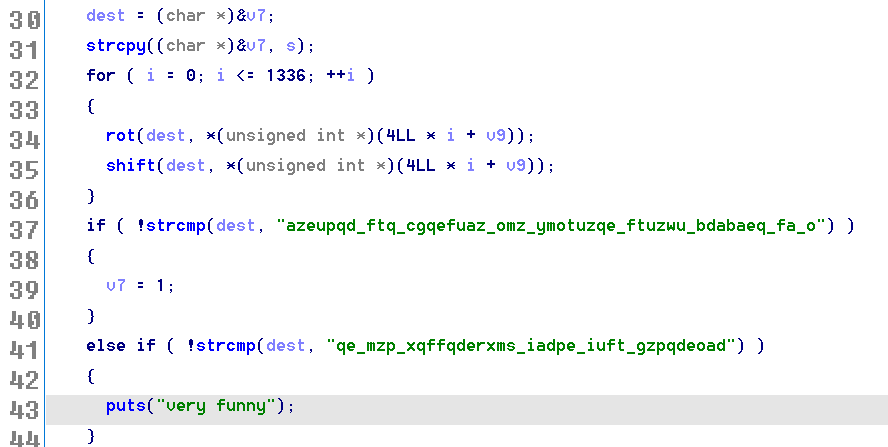 30 dest = (char *)&v7;
31 strcpy((char *)&v7, s);
32 for ( i = 0; i <= 1336; ++i )
33 {
34 rot(dest, *(unsigned int *)(4LL * i + v9));
35 shift(dest, *(unsigned int *)(4LL * i + v9));
36 }
37 if ( !strcmp(dest, "azeupqd_ftq_cgqefuaz_omz_ymotuzqe_ftuzwu_bdabaeq_fa_o") )
38 {
39 v7 = 1;
40 }
41 else if ( !strcmp(dest, "qe_mzp_xqffqderxms_iadpe_iuft_gzpqdeoad") )
42 {
43 puts("very funny");
44 }